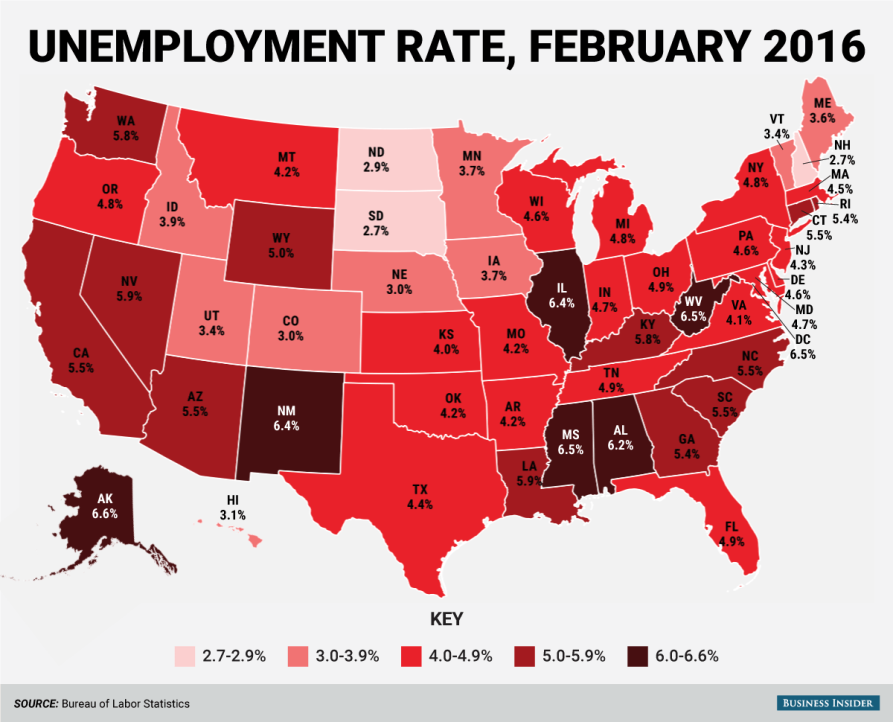 UNEMPLOYMENT RATE, FEBRUARY 2016
WA
5.8%
OR
4.8%
ID
3.9%
MT
4.2%
WY
5.0%
ND
2.9%
SD
2.7%
NE
3.0%
MN
3.7%
IA
3.7%
WI
4.6%
MI
4.8%
NY
4.8%
VT
3.4%
ME
3.6%
NH
2.7%
MA
4.5%
RI
5.4%
CT
5.5%
NJ
4.3%
DE
4.6%
MD
4.7%
DC
6.5%
PA
4.6%
OH
4.9%
IN
4.7%
IL
6.4%
WV
6.5%
VA
4.1%
KY
5.8%
NC
5.5%
TN
4.9%
SC
5.5%
GA
5.4%
AL
6.2%
MS
6.5%
LA
5.9%
AR
4.2%
MO
4.2%
KS
4.0%
OK
4.2%
TX
4.4%
FL
4.9%
NV
5.9%
UT
3.4%
CO
3.0%
CA
5.5%
AZ
5.5%
NM
6.4%
AK
6.6%
HI
3.1%
KEY
2.7-2.9%
3.0-3.9%
4.0-4.9%
5.0-5.9%
6.0-6.6%
SOURCE: Bureau of Labor Statistics
BUSINESS INSIDER